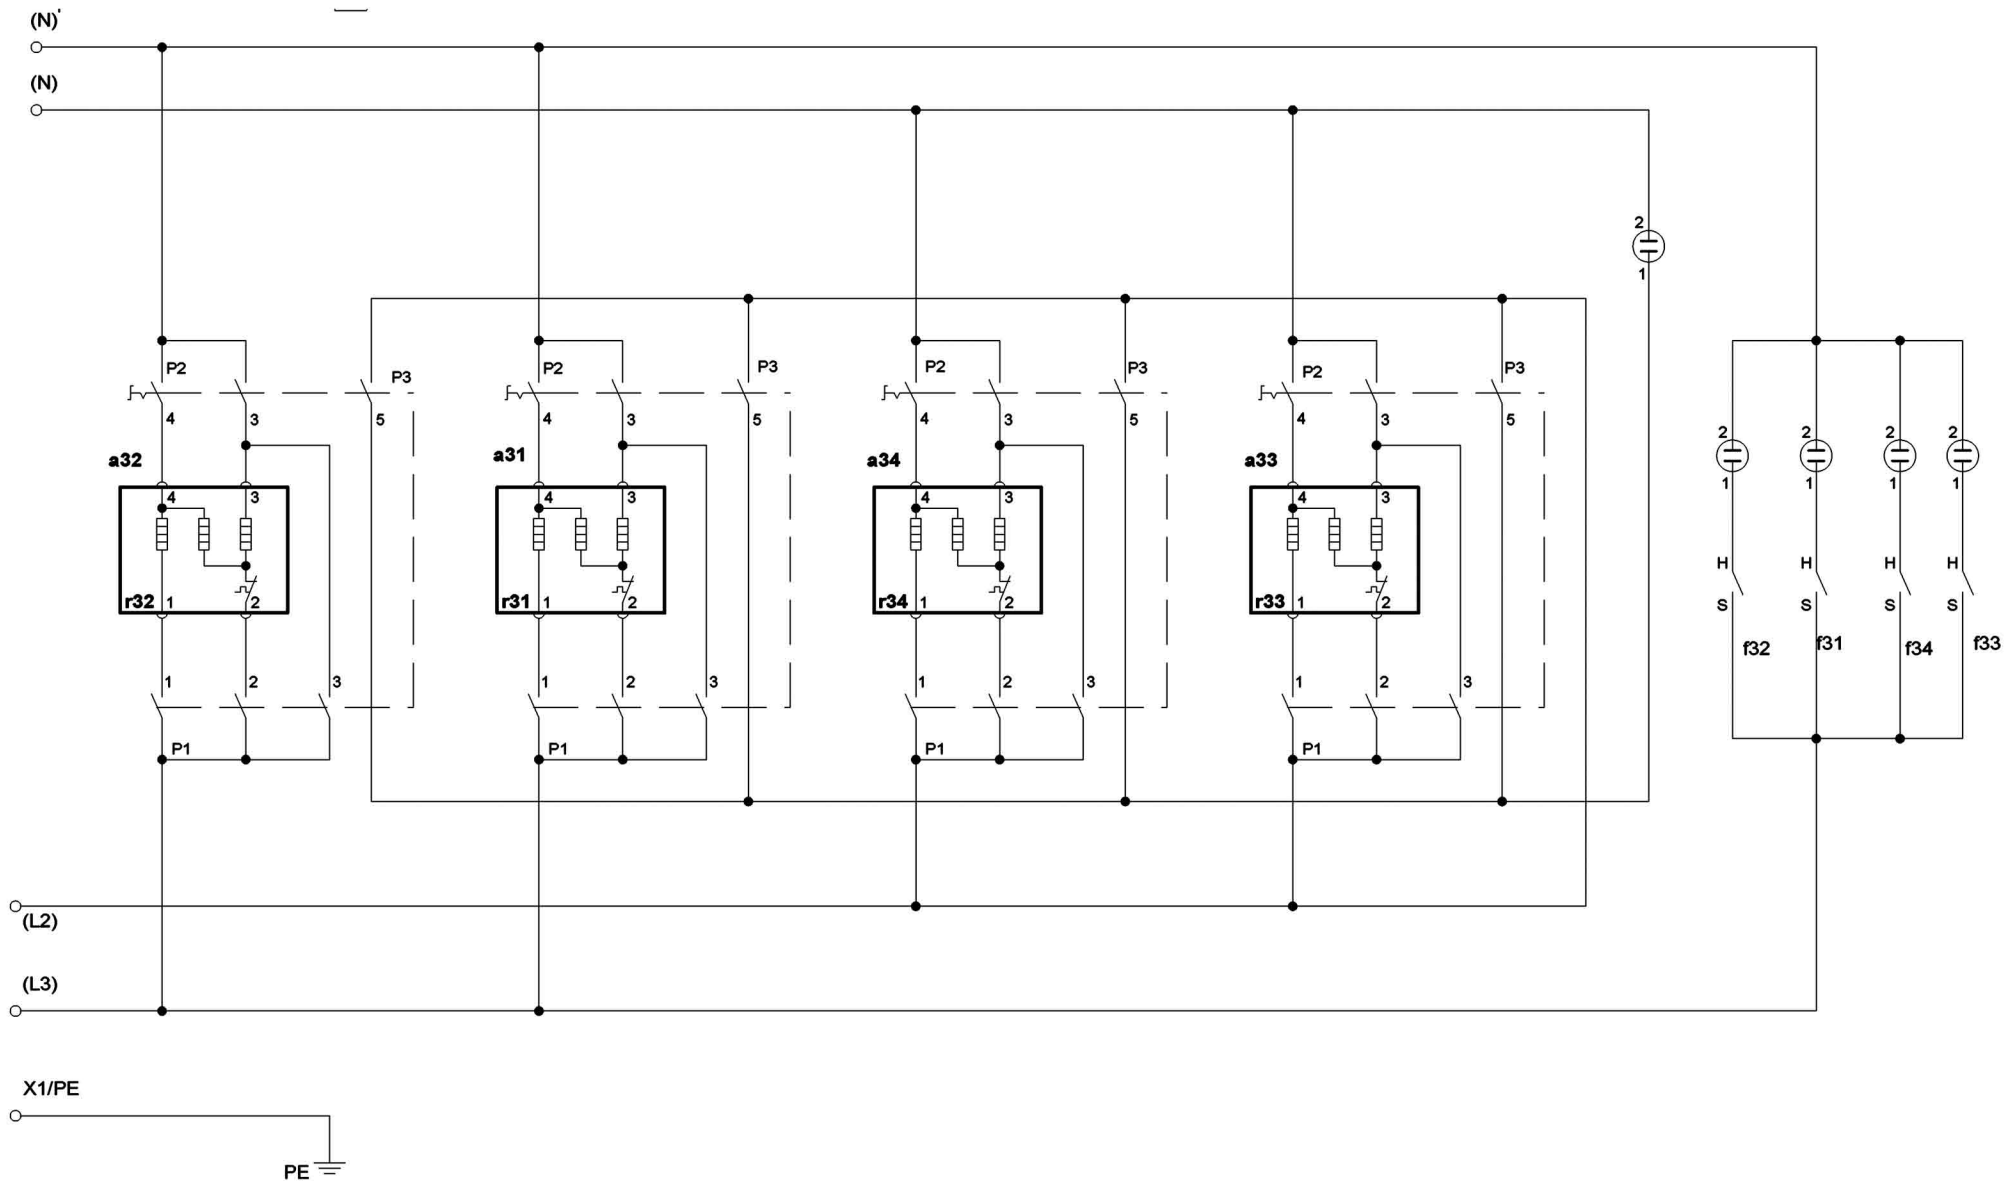 (N)'
(N)
2
1
P2 P3 P2 P3 P2 P3 P2 P3
4 3 5 4 3 5 4 3 5 4 3 5
a32 a31 a34 a33
2 2 2 2
1 1 1 1
4 3 4 3 4 3 4 3
H H H H
r32 1 2 r31 1 2 r34 1 2 r33 1 2
S S S S
f32 f31 f34 f33
1 2 3 1 2 3 1 2 3 1 2 3
P1 P1 P1 P1
(L2)
(L3)
X1/PE
PE